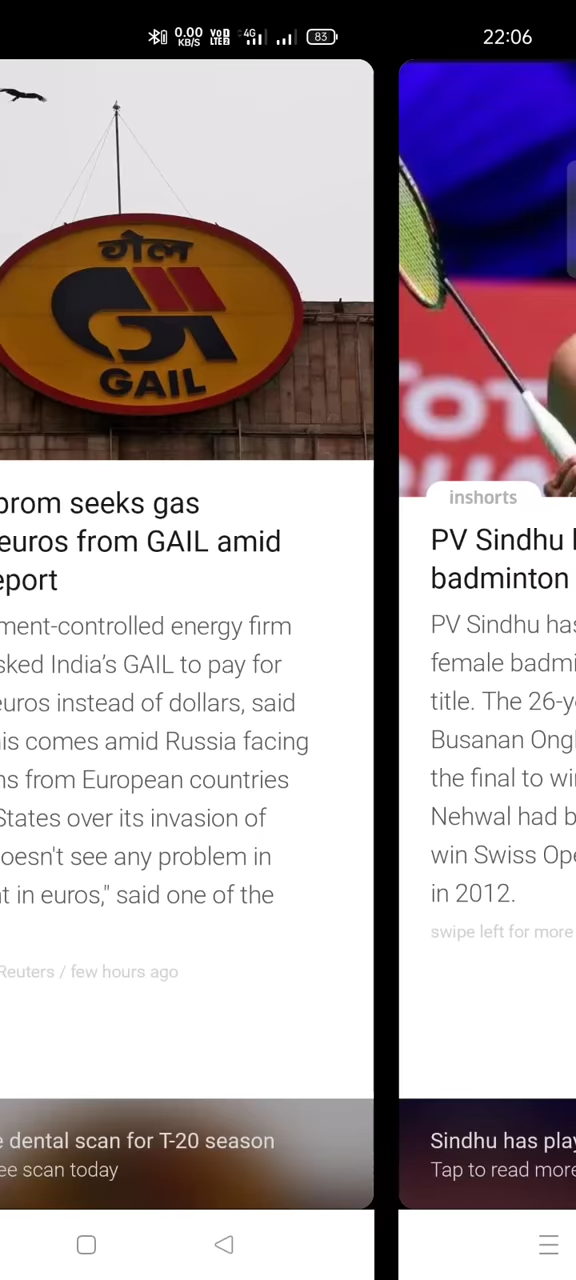 0.00
KB/S
Vo
LTE
4G
83
गेल
GAIL
prom seeks gas
euros from GAIL amid
eport
ment-controlled energy firm
sked India's GAIL to pay for
euros instead of dollars, said
is comes amid Russia facing
ns from European countries
States over its invasion of
oesn't see any problem in
t in euros," said one of the
Reuters / few hours ago
e dental scan for T-20 season
ee scan today
22:06
TOT
inshorts
PV Sindhu
badminton
PV Sindhu has
female badmi
title. The 26-y
Busanan Ong
the final to wi
Nehwal had b
win Swiss Ope
in 2012.
swipe left for more
Sindhu has play
Tap to read more